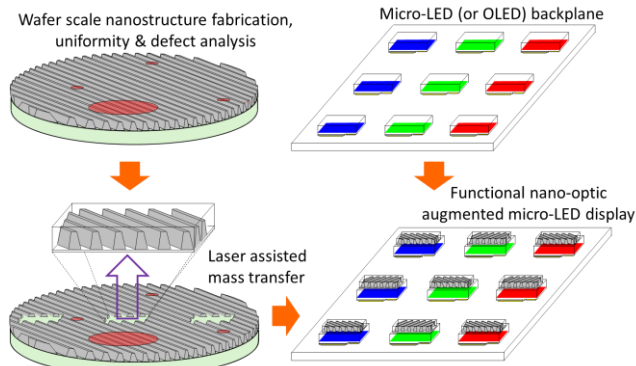 Wafer scale nanostructure fabrication,
uniformity & defect analysis
Micro-LED (or OLED) backplane
Laser assisted
mass transfer
Functional nano-optic
augmented micro-LED display